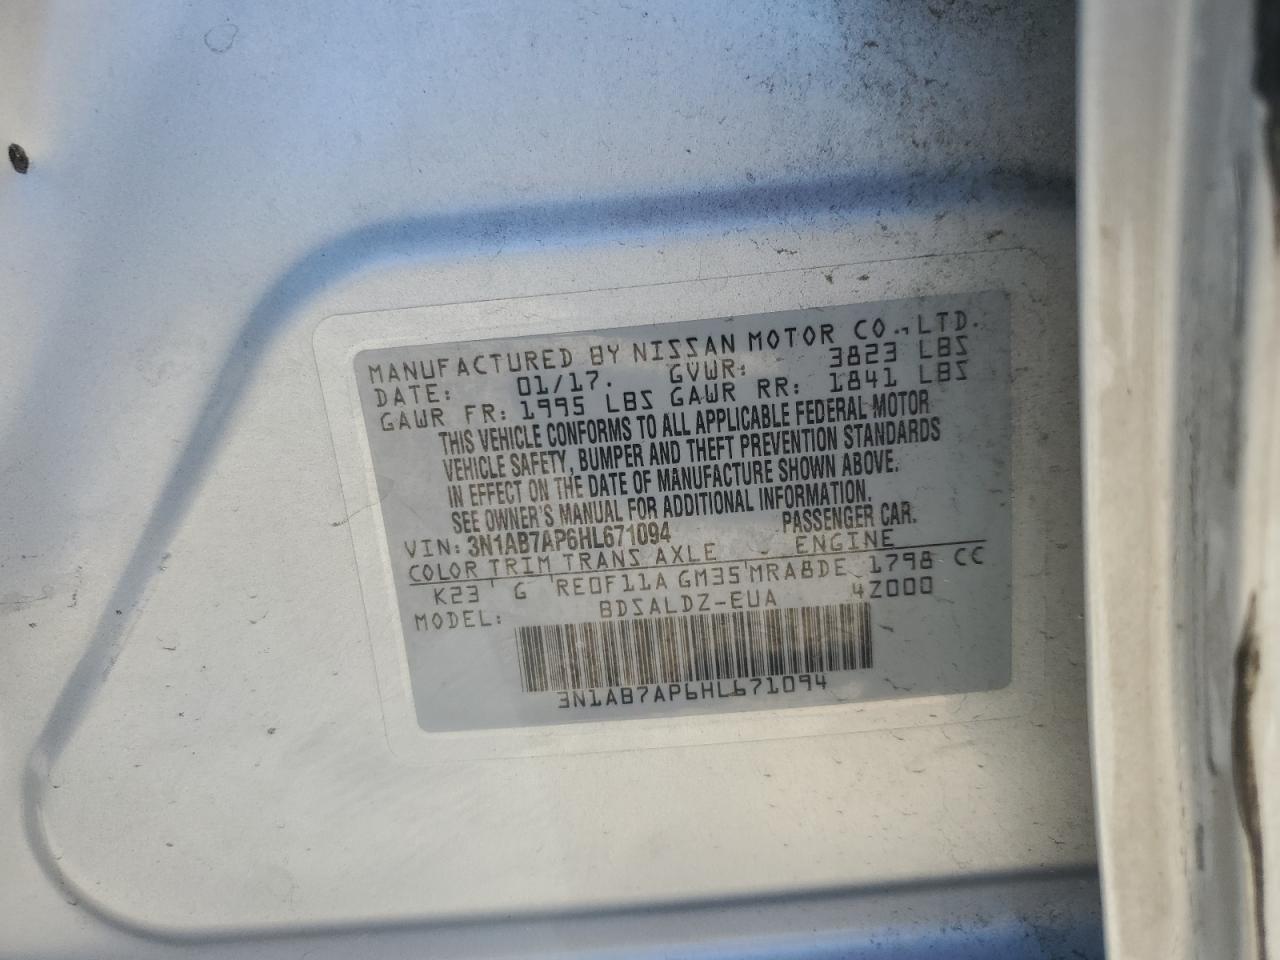 MANUFACTURED BY NISSAN MOTOR CO., LTD.
DATE: 01/17. GVWR: 3823 LBS
GAWR FR: 1995 LBS GAWR RR: 1841 LBS
THIS VEHICLE CONFORMS TO ALL APPLICABLE FEDERAL MOTOR
VEHICLE SAFETY, BUMPER AND THEFT PREVENTION STANDARDS
IN EFFECT ON THE DATE OF MANUFACTURE SHOWN ABOVE.
SEE OWNER'S MANUAL FOR ADDITIONAL INFORMATION.
VIN: 3N1AB7AP6HL671094 PASSENGER CAR.
COLOR TRIM TRANS AXLE ENGINE
K23 G RE0F11A GM35 MRA8DE 1798 CC
MODEL: BDSALDZ-EUA 4Z000
3N1AB7AP6HL671094